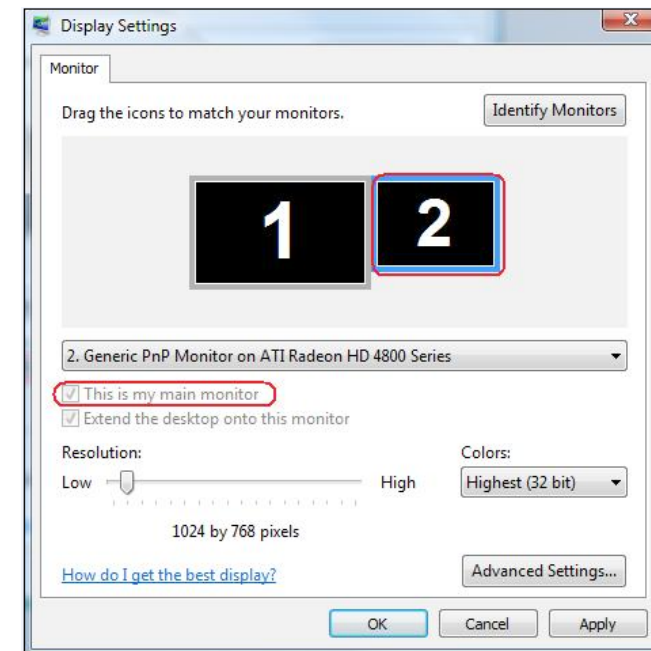 Display Settings
Monitor
Drag the icons to match your monitors.
Identify Monitors
1
2
2. Generic PnP Monitor on ATI Radeon HD 4800 Series
This is my main monitor
Extend the desktop onto this monitor
Resolution:
Colors:
Low
High
Highest (32 bit)
1024 by 768 pixels
How do I get the best display?
Advanced Settings...
OK
Cancel
Apply